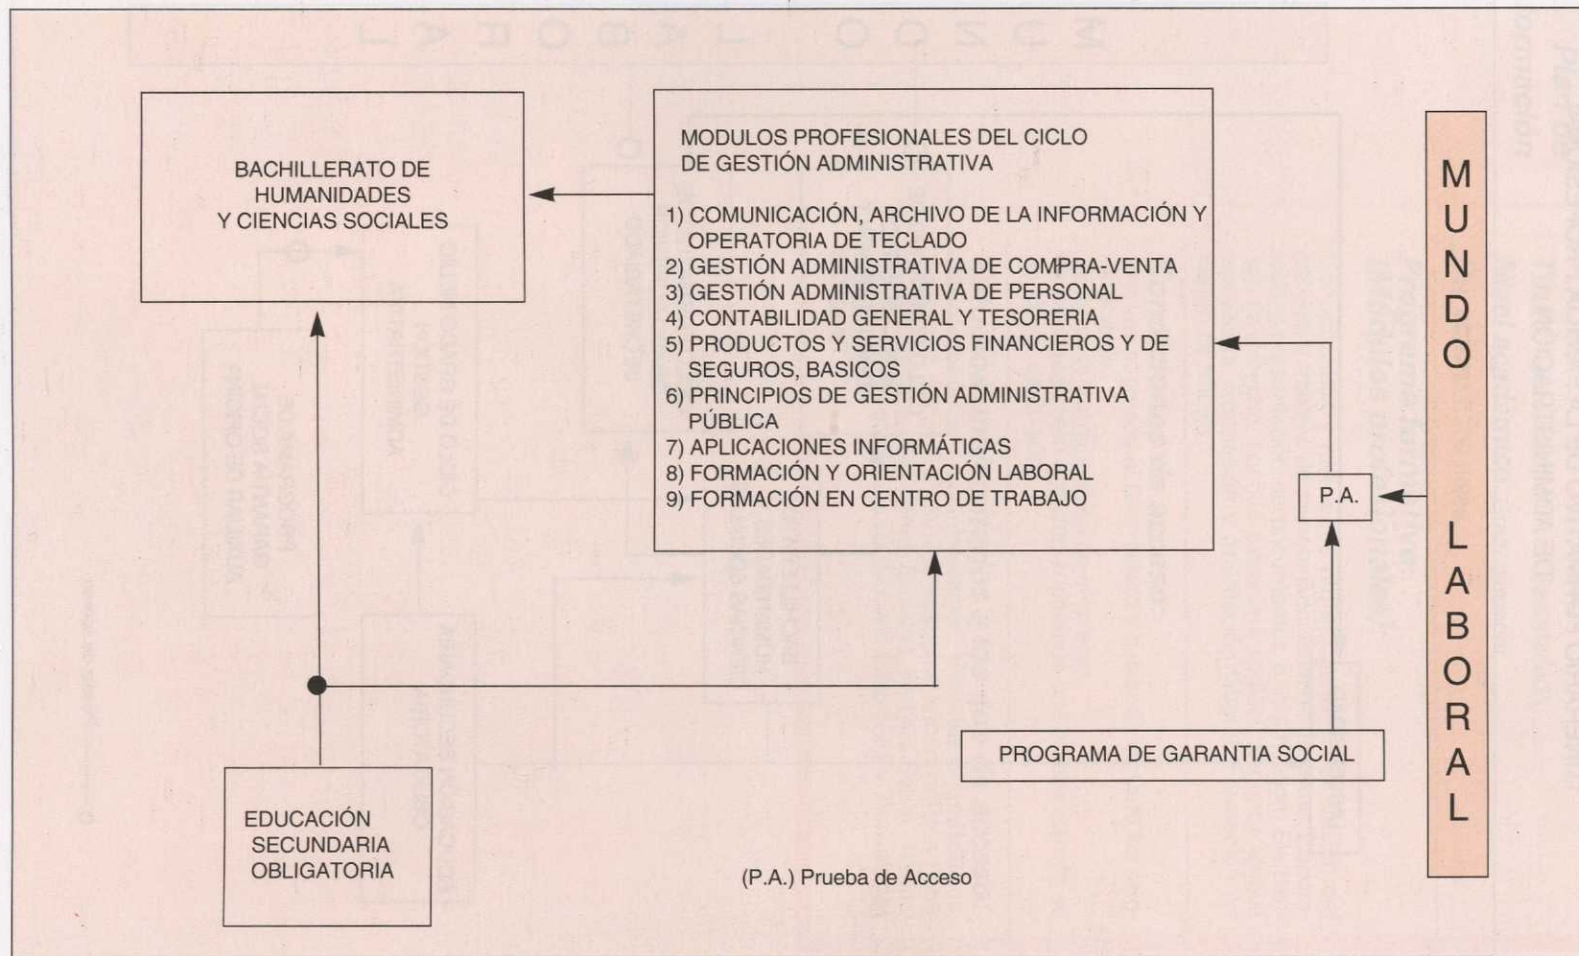 BACHILLERATO DE
HUMANIDADES
Y CIENCIAS SOCIALES
MODULOS PROFESIONALES DEL CICLO
DE GESTIÓN ADMINISTRATIVA
1) COMUNICACIÓN, ARCHIVO DE LA INFORMACIÓN Y
OPERATORIA DE TECLADO
2) GESTIÓN ADMINISTRATIVA DE COMPRA-VENTA
3) GESTIÓN ADMINISTRATIVA DE PERSONAL
4) CONTABILIDAD GENERAL Y TESORERIA
5) PRODUCTOS Y SERVICIOS FINANCIEROS Y DE
SEGUROS, BASICOS
6) PRINCIPIOS DE GESTIÓN ADMINISTRATIVA
PÚBLICA
7) APLICACIONES INFORMÁTICAS
8) FORMACIÓN Y ORIENTACIÓN LABORAL
9) FORMACIÓN EN CENTRO DE TRABAJO
P.A.
MUNDO LABORAL
PROGRAMA DE GARANTIA SOCIAL
EDUCACIÓN
SECUNDARIA
OBLIGATORIA
(P.A.) Prueba de Acceso